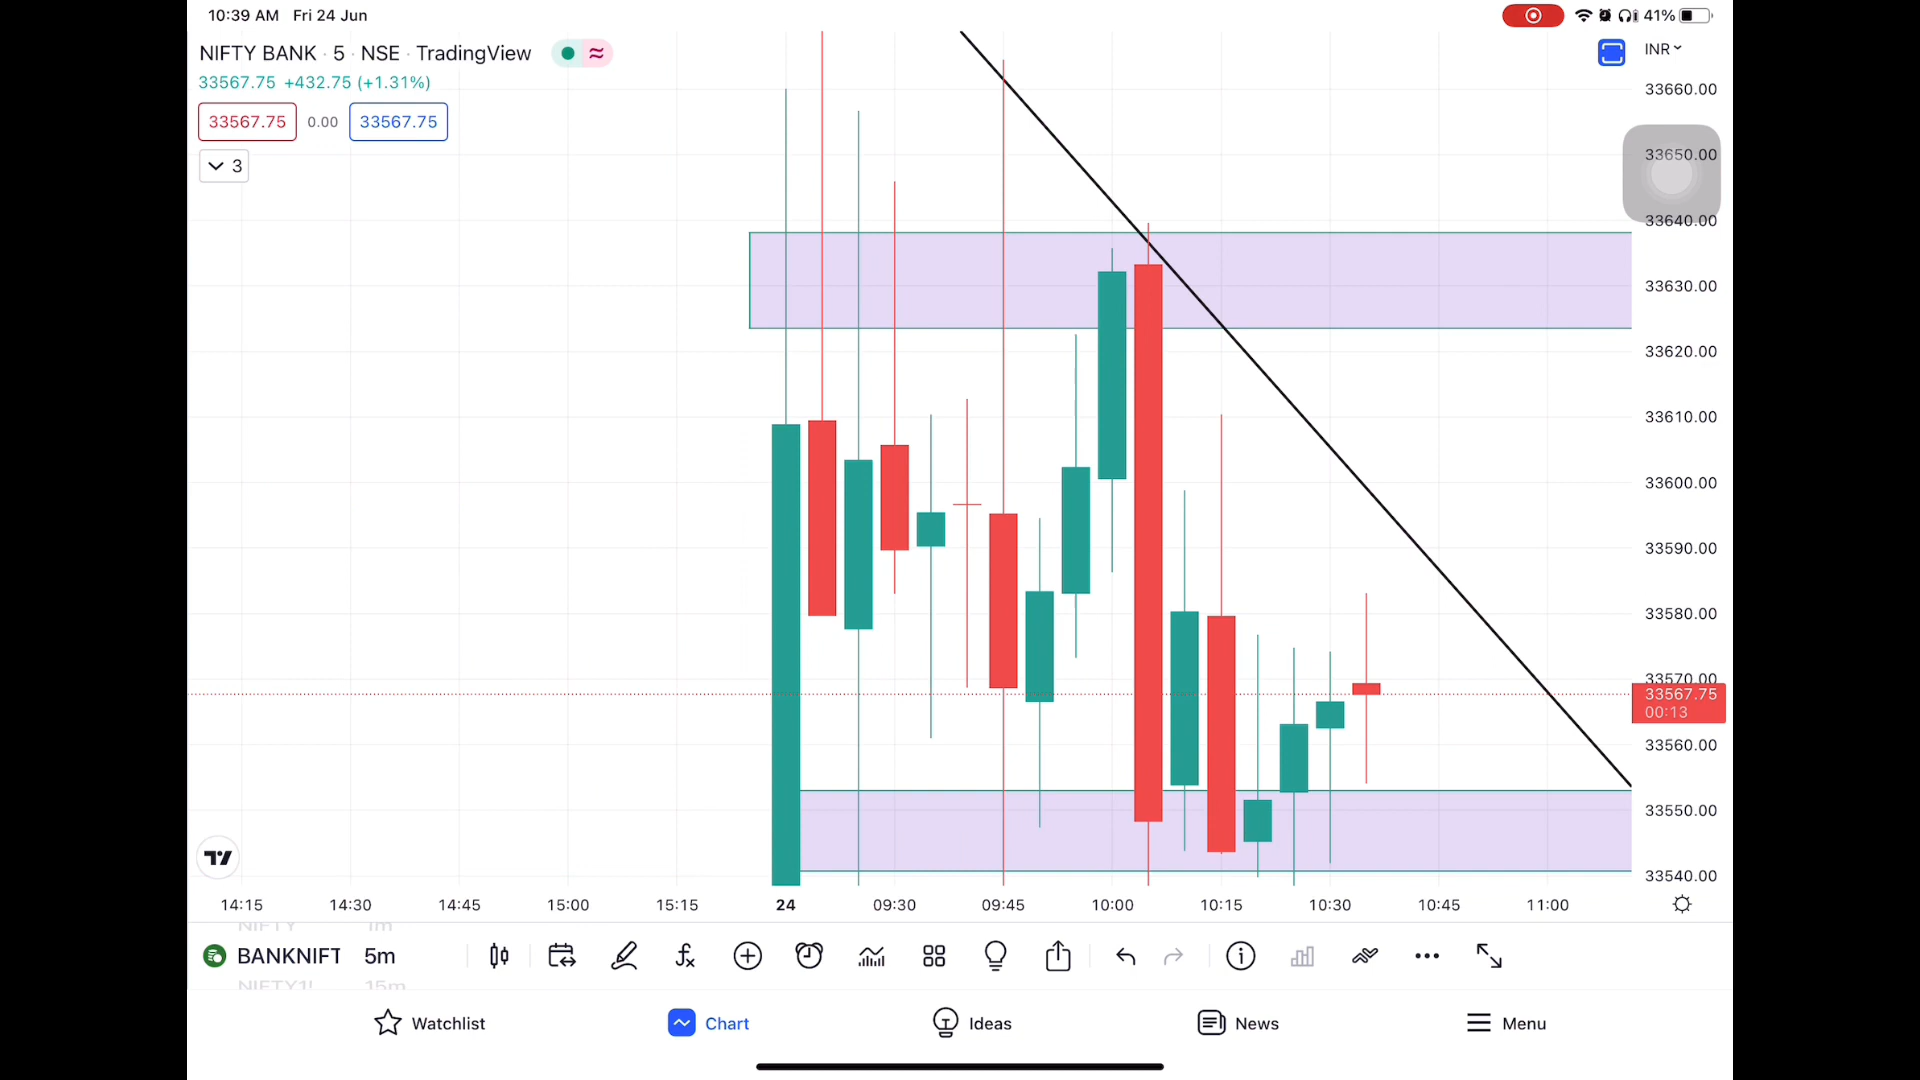 10:39 AM Fri 24 Jun
41%
NIFTY BANK · 5 · NSE · TradingView
INR
33567.75 +432.75 (+1.31%)
33567.75 0.00 33567.75
3
33660.00
33650.00
33640.00
33630.00
33620.00
33610.00
33600.00
33590.00
33580.00
33570.00
33567.75
00:13
33560.00
33550.00
33540.00
14:15 14:30 14:45 15:00 15:15 24 09:30 09:45 10:00 10:15 10:30 10:45 11:00
NIFTY 1m
BANKNIFT 5m
NIFTY1! 15m
Watchlist Chart Ideas News Menu